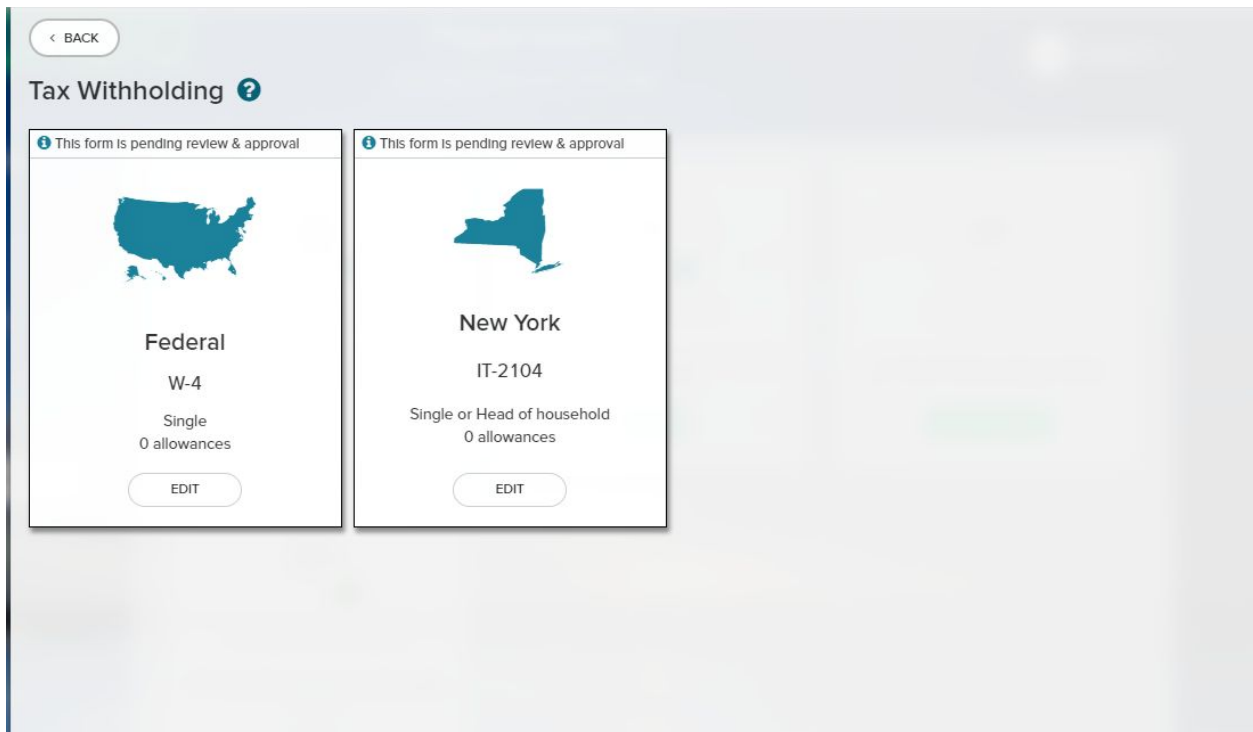 < BACK
Tax Withholding ?
This form is pending review & approval
Federal
W-4
Single
0 allowances
EDIT
This form is pending review & approval
New York
IT-2104
Single or Head of household
0 allowances
EDIT